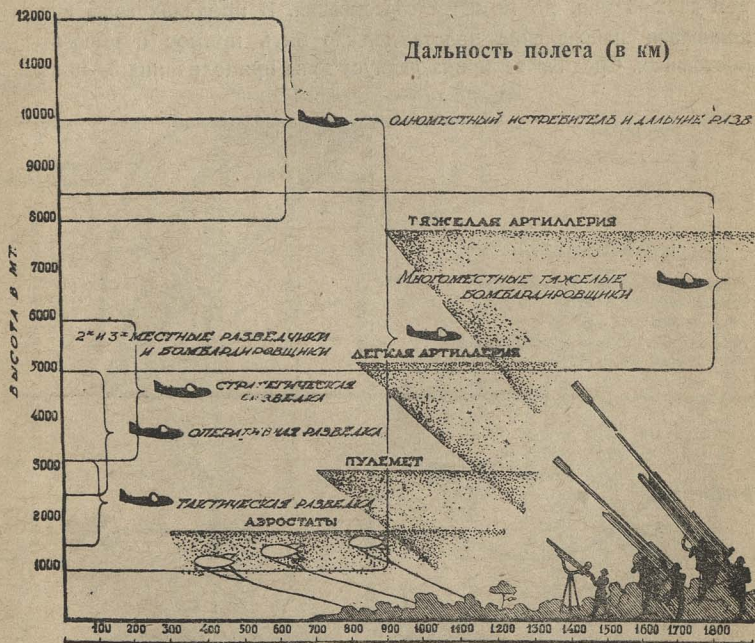 Дальность полета (в км)
ВЫСОТА В МТ.
12000
11000
10000
9000
8000
7000
6000
5000
4000
3000
2000
1000
ОДНОМЕСТНЫЙ ИСТРЕБИТЕЛЬ И ДАЛЬНИЕ РАЗВ
ТЯЖЕЛАЯ АРТИЛЛЕРИЯ
МНОГОМЕСТНЫЕ ТЯЖЕЛЫЕ
БОМБАРДИРОВЩИКИ
2х И 3х МЕСТНЫЕ РАЗВЕДЧИКИ
И БОМБАРДИРОВЩИКИ
ЛЕГКАЯ АРТИЛЛЕРИЯ
СТРАТЕГИЧЕСКАЯ
РАЗВЕДКА
ОПЕРАТИВНАЯ РАЗВЕДКА
ПУЛЕМЕТ
ТАКТИЧЕСКАЯ РАЗВЕДКА
АЭРОСТАТЫ
100 200 300 400 500 600 700 800 900 1000 1100 1200 1300 1400 1500 1600 1700 1800